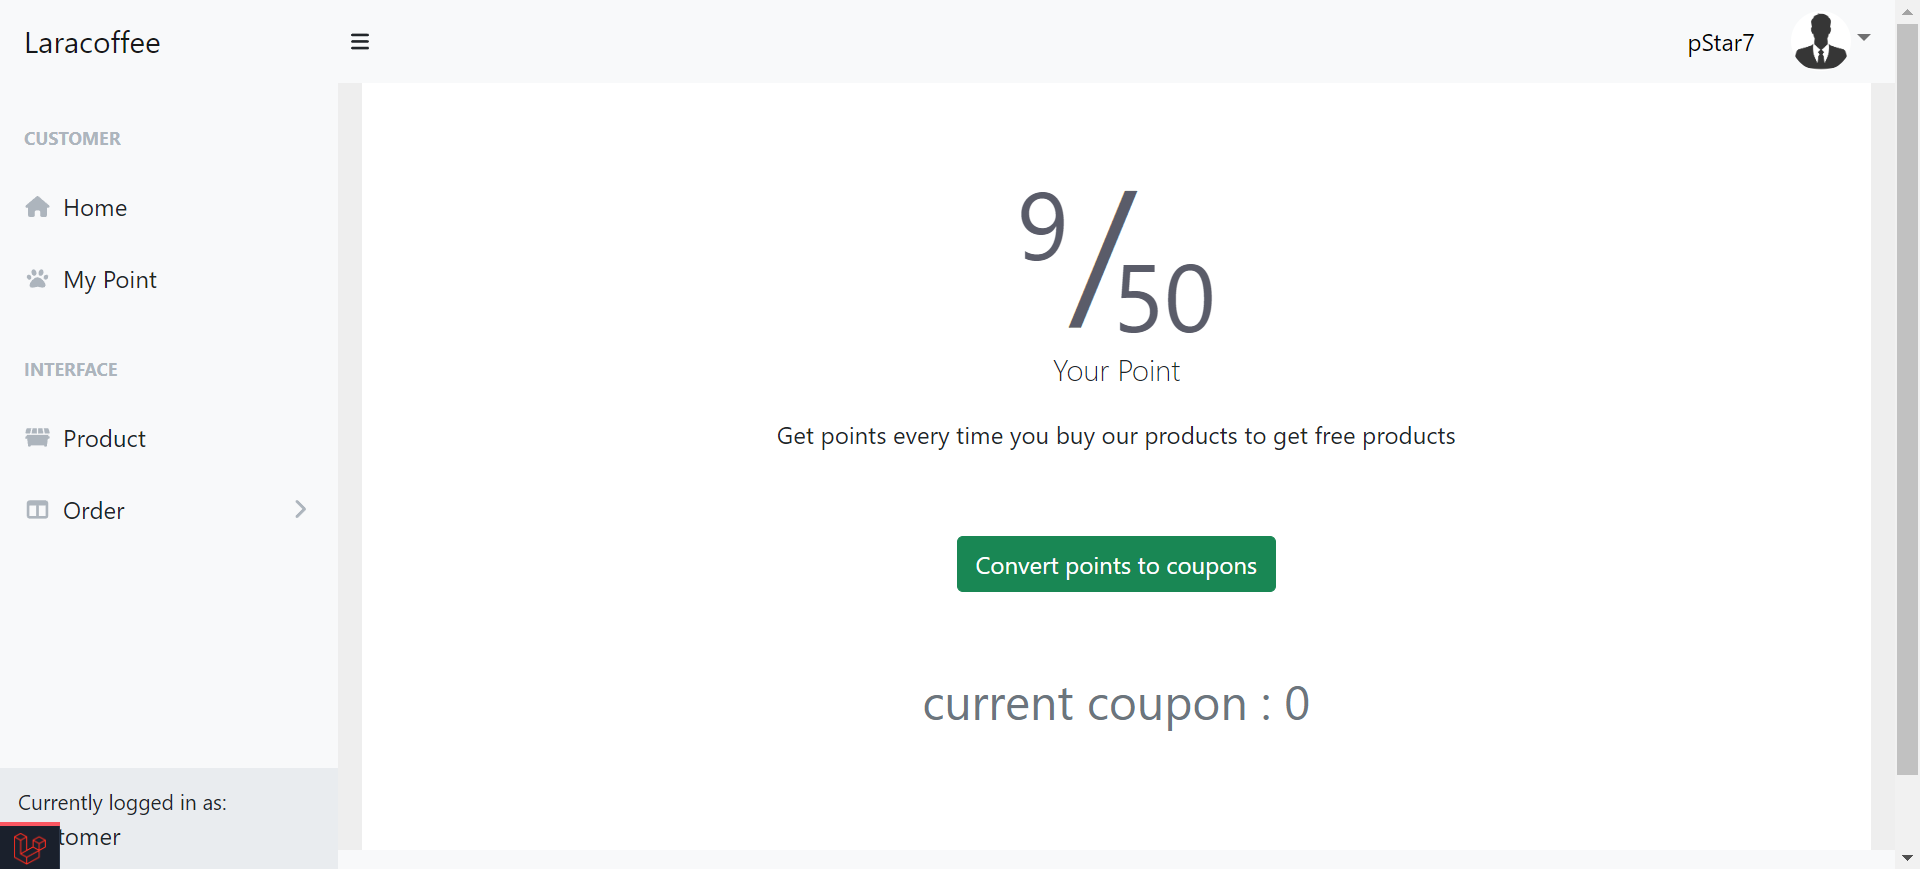 Laracoffee
pStar7
CUSTOMER
Home
My Point
INTERFACE
Product
Order
9/50
Your Point
Get points every time you buy our products to get free products
Convert points to coupons
current coupon : 0
Currently logged in as:
tomer